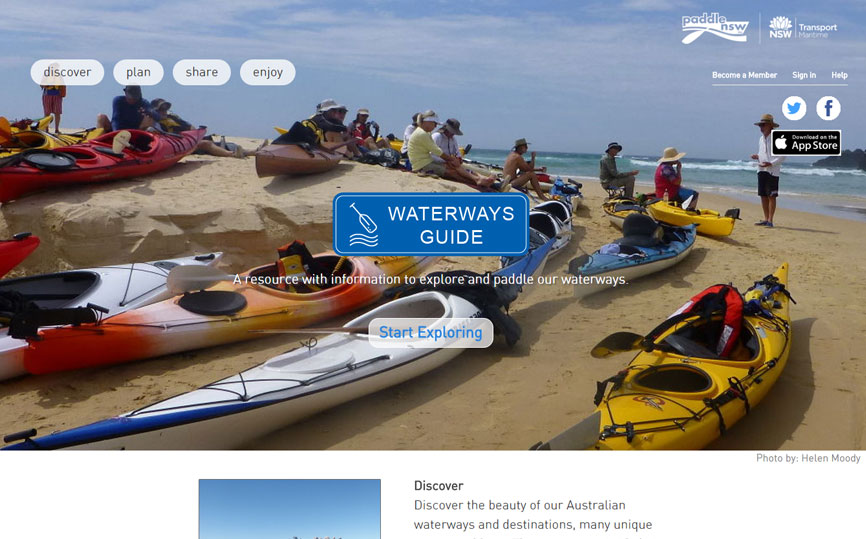 paddle
nsw
NSW
Transport
Maritime
discover
plan
share
enjoy
Become a Member
Sign in
Help
Download on the
App Store
WATERWAYS
GUIDE
A resource with information to explore and paddle our waterways.
Start Exploring
Photo by: Helen Moody
Discover
Discover the beauty of our Australian
waterways and destinations, many unique